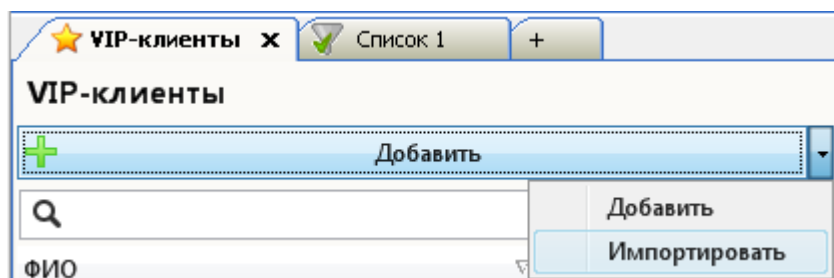 VIP-клиенты x Список 1 +
VIP-клиенты
Добавить
Добавить
Импортировать
ФИО